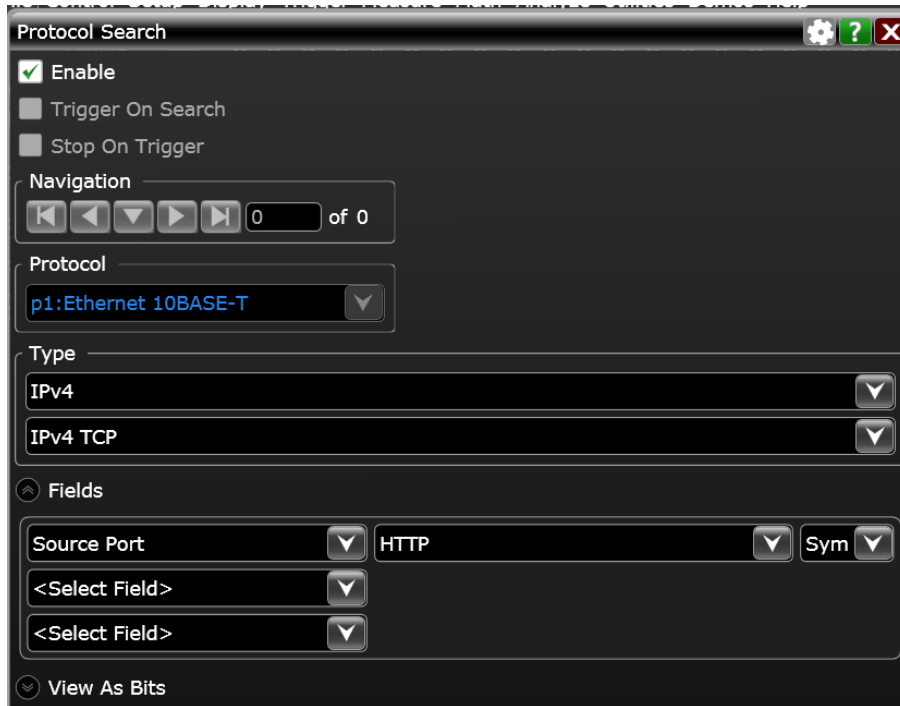 Protocol Search ?
Enable
Trigger On Search
Stop On Trigger
Navigation
0 of 0
Protocol
p1:Ethernet 10BASE-T
Type
IPv4
IPv4 TCP
Fields
Source Port HTTP Sym
<Select Field>
<Select Field>
View As Bits